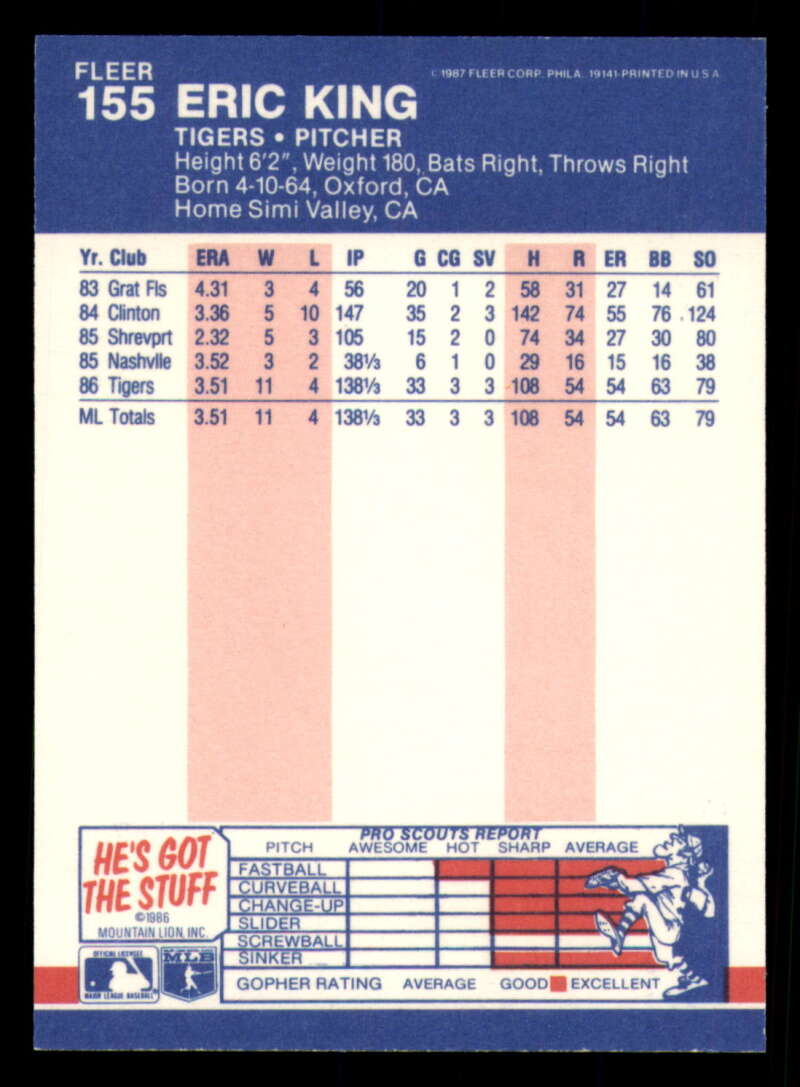 FLEER
© 1987 FLEER CORP. PHILA. 19141-PRINTED IN U S A
155 ERIC KING
TIGERS • PITCHER
Height 6'2", Weight 180, Bats Right, Throws Right
Born 4-10-64, Oxford, CA
Home Simi Valley, CA
Yr. Club ERA W L IP G CG SV H R ER BB SO
83 Grat Fls 4.31 3 4 56 20 1 2 58 31 27 14 61
84 Clinton 3.36 5 10 147 35 2 3 142 74 55 76 124
85 Shrevprt 2.32 5 3 105 15 2 0 74 34 27 30 80
85 Nashvlle 3.52 3 2 38⅓ 6 1 0 29 16 15 16 38
86 Tigers 3.51 11 4 138⅓ 33 3 3 108 54 54 63 79
ML Totals 3.51 11 4 138⅓ 33 3 3 108 54 54 63 79
HE'S GOT
THE STUFF
©1986
MOUNTAIN LION, INC.
PRO SCOUTS REPORT
PITCH AWESOME HOT SHARP AVERAGE
FASTBALL
CURVEBALL
CHANGE-UP
SLIDER
SCREWBALL
SINKER
GOPHER RATING AVERAGE GOOD EXCELLENT
OFFICIAL LICENSEE
MAJOR LEAGUE BASEBALL
MLB